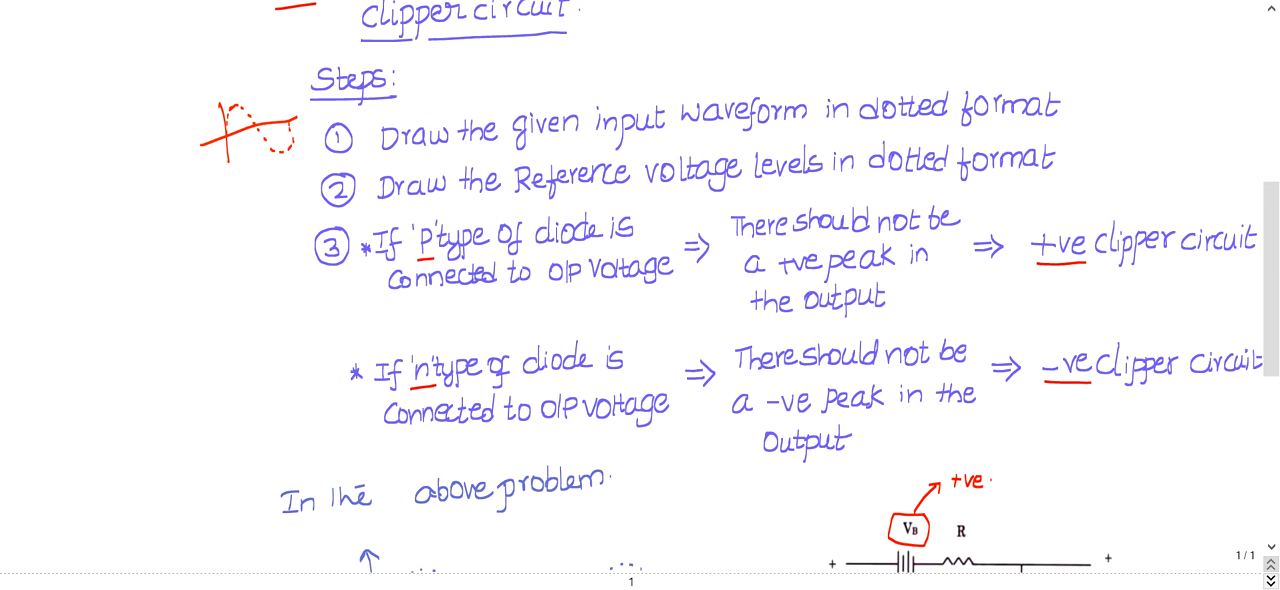 clipper circuit.
Steps:
① Draw the given input waveform in dotted format
② Draw the Reference voltage levels in dotted format
③ * If 'p'type of diode is connected to O/P voltage ⇒ There should not be a +ve peak in the output ⇒ +ve clipper circuit
* If 'n'type of diode is connected to O/P voltage ⇒ There should not be a -ve peak in the output ⇒ -ve clipper circuit
In the above problem.
+ve.
VB R
+ +
1 / 1
1